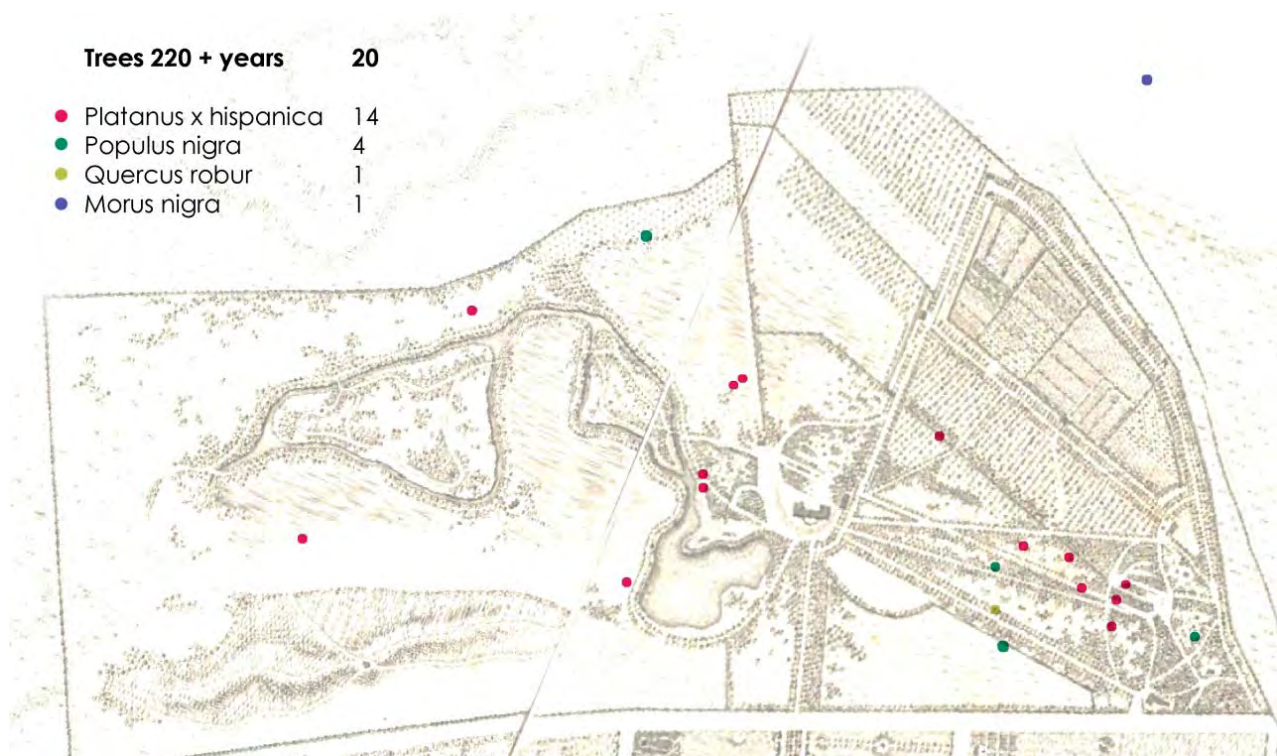 Trees 220 + years 20
Platanus x hispanica 14
Populus nigra 4
Quercus robur 1
Morus nigra 1